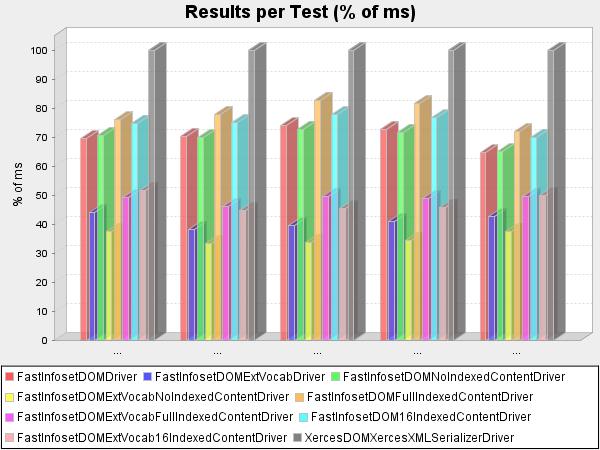 Results per Test (% of ms)
% of ms
100
90
80
70
60
50
40
30
20
10
0
... ... ... ... ...
FastInfosetDOMDriver FastInfosetDOMExtVocabDriver FastInfosetDOMNoIndexedContentDriver
FastInfosetDOMExtVocabNoIndexedContentDriver FastInfosetDOMFullIndexedContentDriver
FastInfosetDOMExtVocabFullIndexedContentDriver FastInfosetDOM16IndexedContentDriver
FastInfosetDOMExtVocab16IndexedContentDriver XercesDOMXercesXMLSerializerDriver